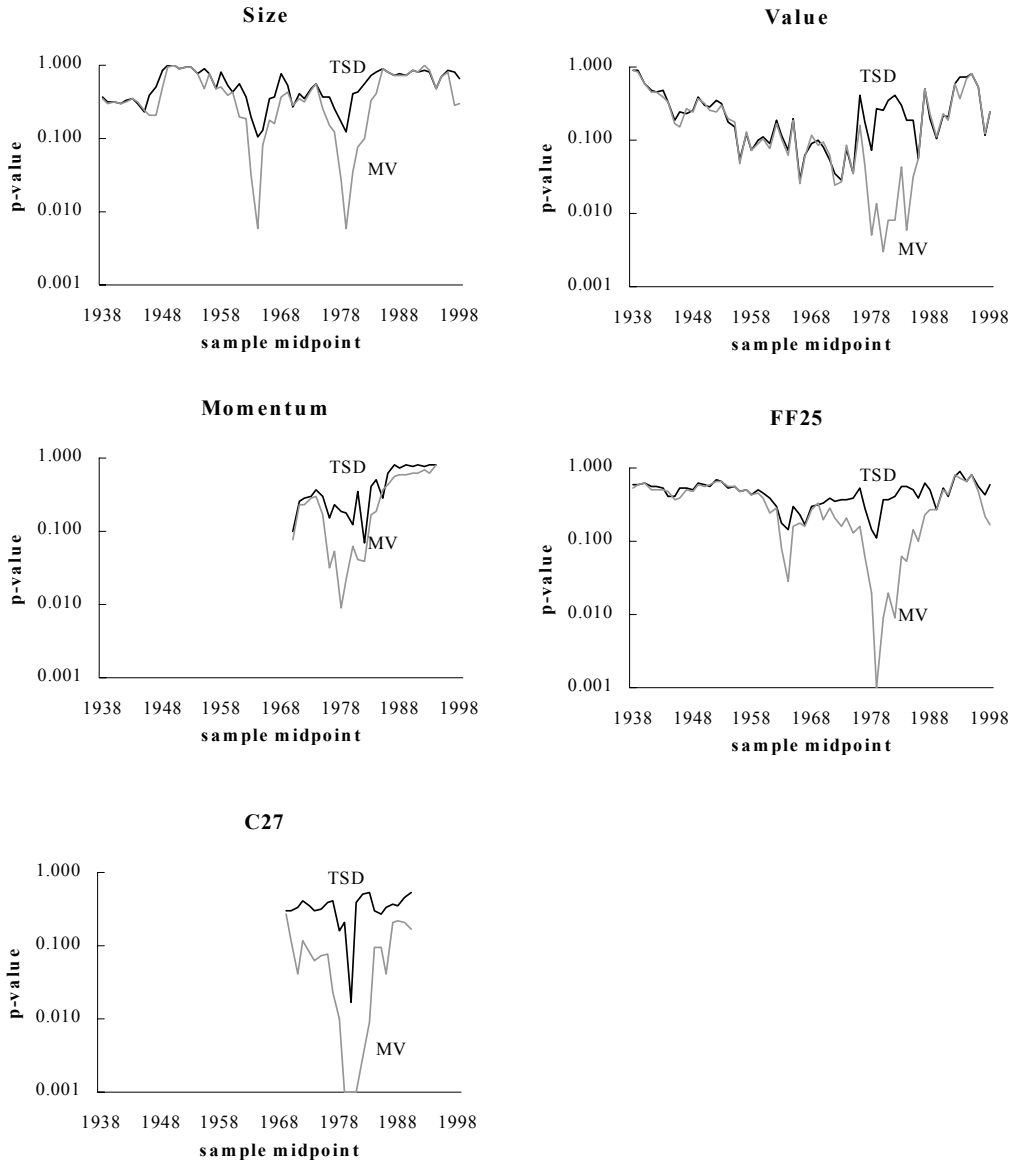 Size
1.000
0.100
0.010
0.001
p-value
TSD
MV
1938 1948 1958 1968 1978 1988 1998
sample midpoint
Value
1.000
0.100
0.010
0.001
p-value
TSD
MV
1938 1948 1958 1968 1978 1988 1998
sample midpoint
Momentum
1.000
0.100
0.010
0.001
p-value
TSD
MV
1938 1948 1958 1968 1978 1988 1998
sample midpoint
FF25
1.000
0.100
0.010
0.001
p-value
TSD
MV
1938 1948 1958 1968 1978 1988 1998
sample midpoint
C27
1.000
0.100
0.010
0.001
p-value
TSD
MV
1938 1948 1958 1968 1978 1988 1998
sample midpoint